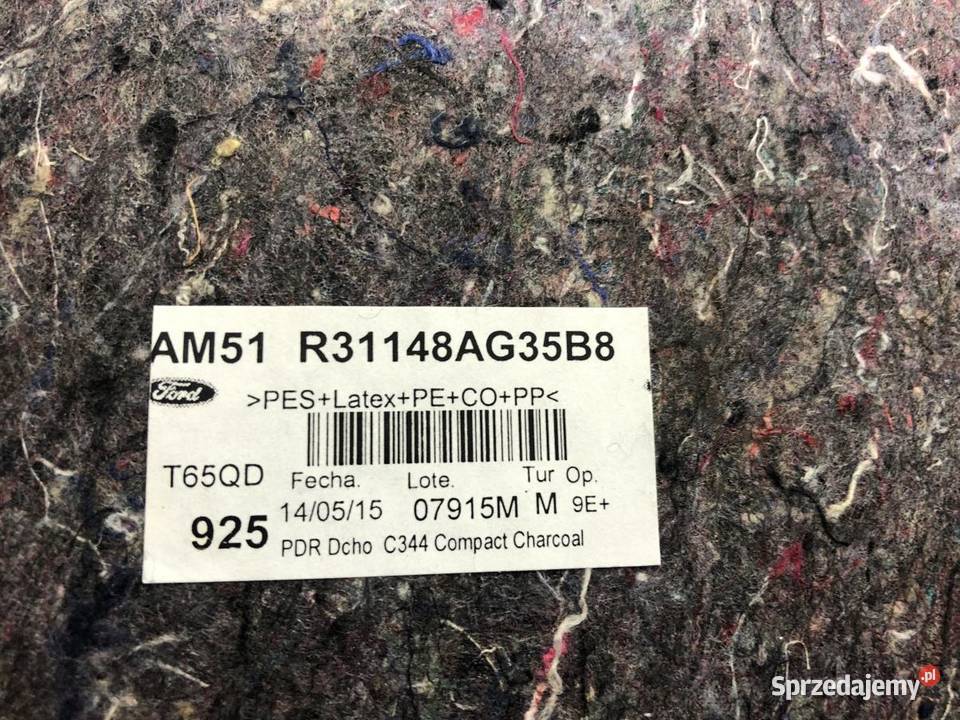 AM51 R31148AG35B8
Ford
>PES+Latex+PE+CO+PP<
T65QD Fecha. Lote. Tur Op.
14/05/15 07915M M 9E+
925 PDR Dcho C344 Compact Charcoal
Sprzedajemy.pl